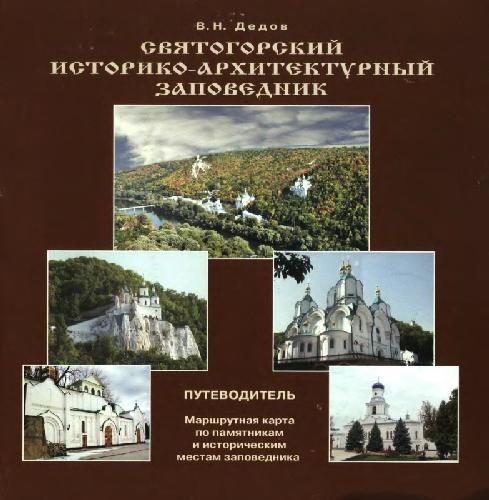 В.Н. Дедов
СВЯТОГОРСКИЙ
ИСТОРИКО-АРХИТЕКТУРНЫЙ
ЗАПОВЕДНИК
ПУТЕВОДИТЕЛЬ
Маршрутная карта
по памятникам
и историческим
местам заповедника